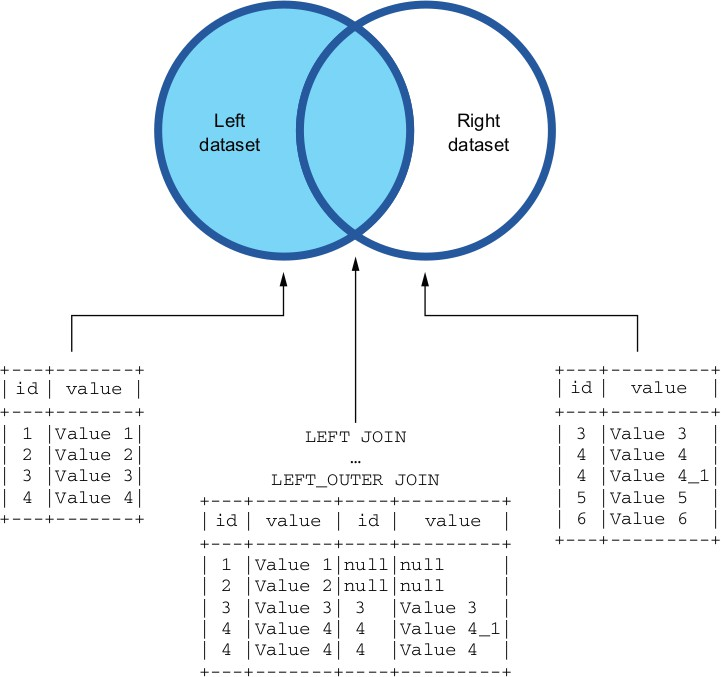 Left
dataset
Right
dataset
+---+-------+
| id| value |
+---+-------+
| 1 |Value 1|
| 2 |Value 2|
| 3 |Value 3|
| 4 |Value 4|
+---+-------+
LEFT JOIN
…
LEFT_OUTER JOIN
+---+-------+---+---------+
| id| value | id| value |
+---+-------+---+---------+
| 1 |Value 1|null|null |
| 2 |Value 2|null|null |
| 3 |Value 3| 3 |Value 3 |
| 4 |Value 4| 4 |Value 4_1|
| 4 |Value 4| 4 |Value 4 |
+---+-------+---+---------+
+---+---------+
| id| value |
+---+---------+
| 3 |Value 3 |
| 4 |Value 4 |
| 4 |Value 4_1|
| 5 |Value 5 |
| 6 |Value 6 |
+---+---------+